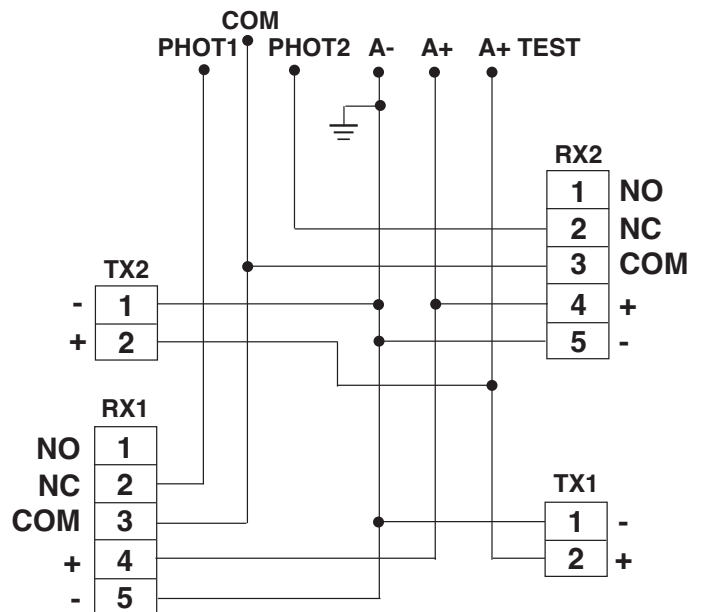 COM
PHOT1 PHOT2 A- A+ A+ TEST
RX2
1 NO
2 NC
3 COM
4 +
5 -
TX2
- 1
+ 2
RX1
NO 1
NC 2
COM 3
+ 4
- 5
TX1
1 -
2 +